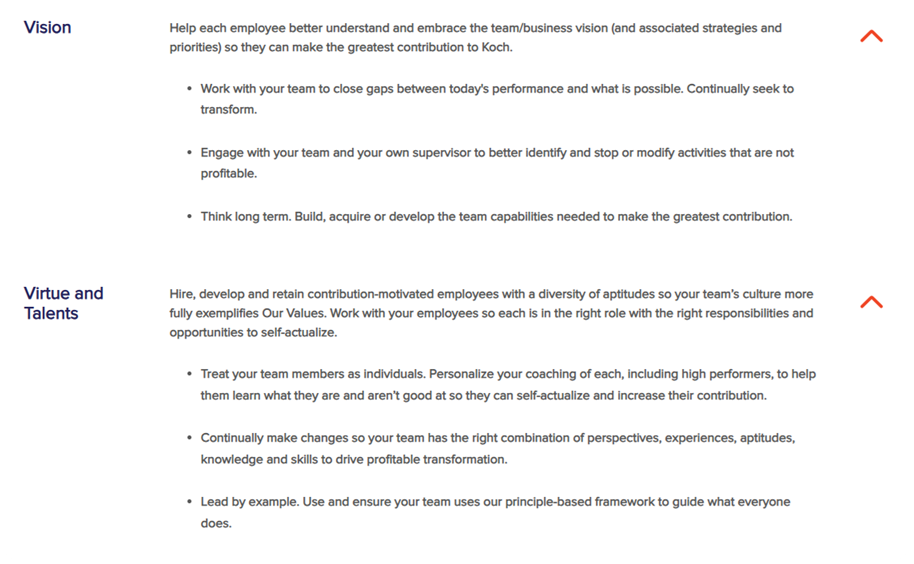 Vision
Help each employee better understand and embrace the team/business vision (and associated strategies and
priorities) so they can make the greatest contribution to Koch.
• Work with your team to close gaps between today's performance and what is possible. Continually seek to
transform.
• Engage with your team and your own supervisor to better identify and stop or modify activities that are not
profitable.
• Think long term. Build, acquire or develop the team capabilities needed to make the greatest contribution.
Virtue and
Talents
Hire, develop and retain contribution-motivated employees with a diversity of aptitudes so your team's culture more
fully exemplifies Our Values. Work with your employees so each is in the right role with the right responsibilities and
opportunities to self-actualize.
• Treat your team members as individuals. Personalize your coaching of each, including high performers, to help
them learn what they are and aren't good at so they can self-actualize and increase their contribution.
• Continually make changes so your team has the right combination of perspectives, experiences, aptitudes,
knowledge and skills to drive profitable transformation.
• Lead by example. Use and ensure your team uses our principle-based framework to guide what everyone
does.